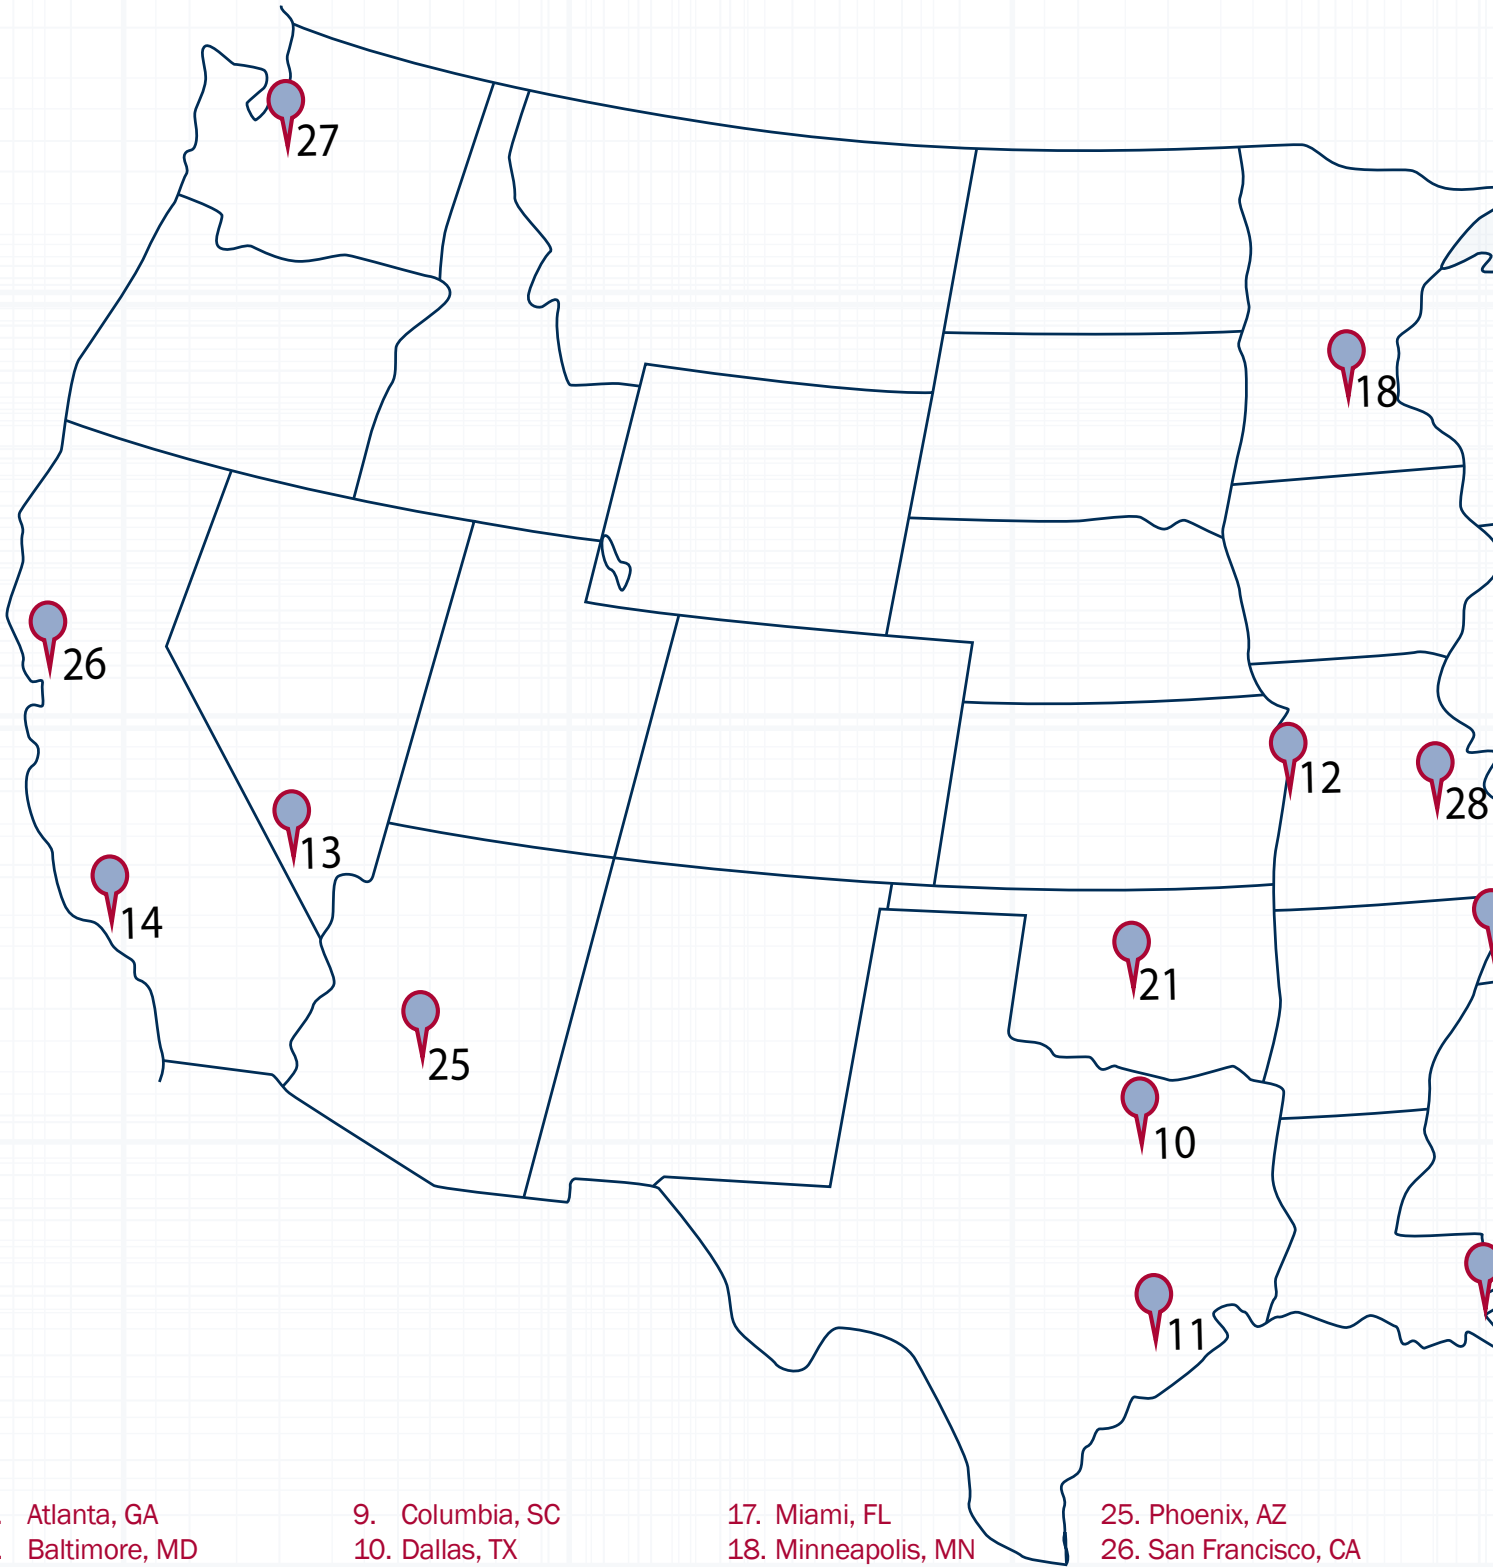 27
18
26
12
28
13
14
21
25
10
11
. Atlanta, GA
9. Columbia, SC
17. Miami, FL
25. Phoenix, AZ
. Baltimore, MD
10. Dallas, TX
18. Minneapolis, MN
26. San Francisco, CA